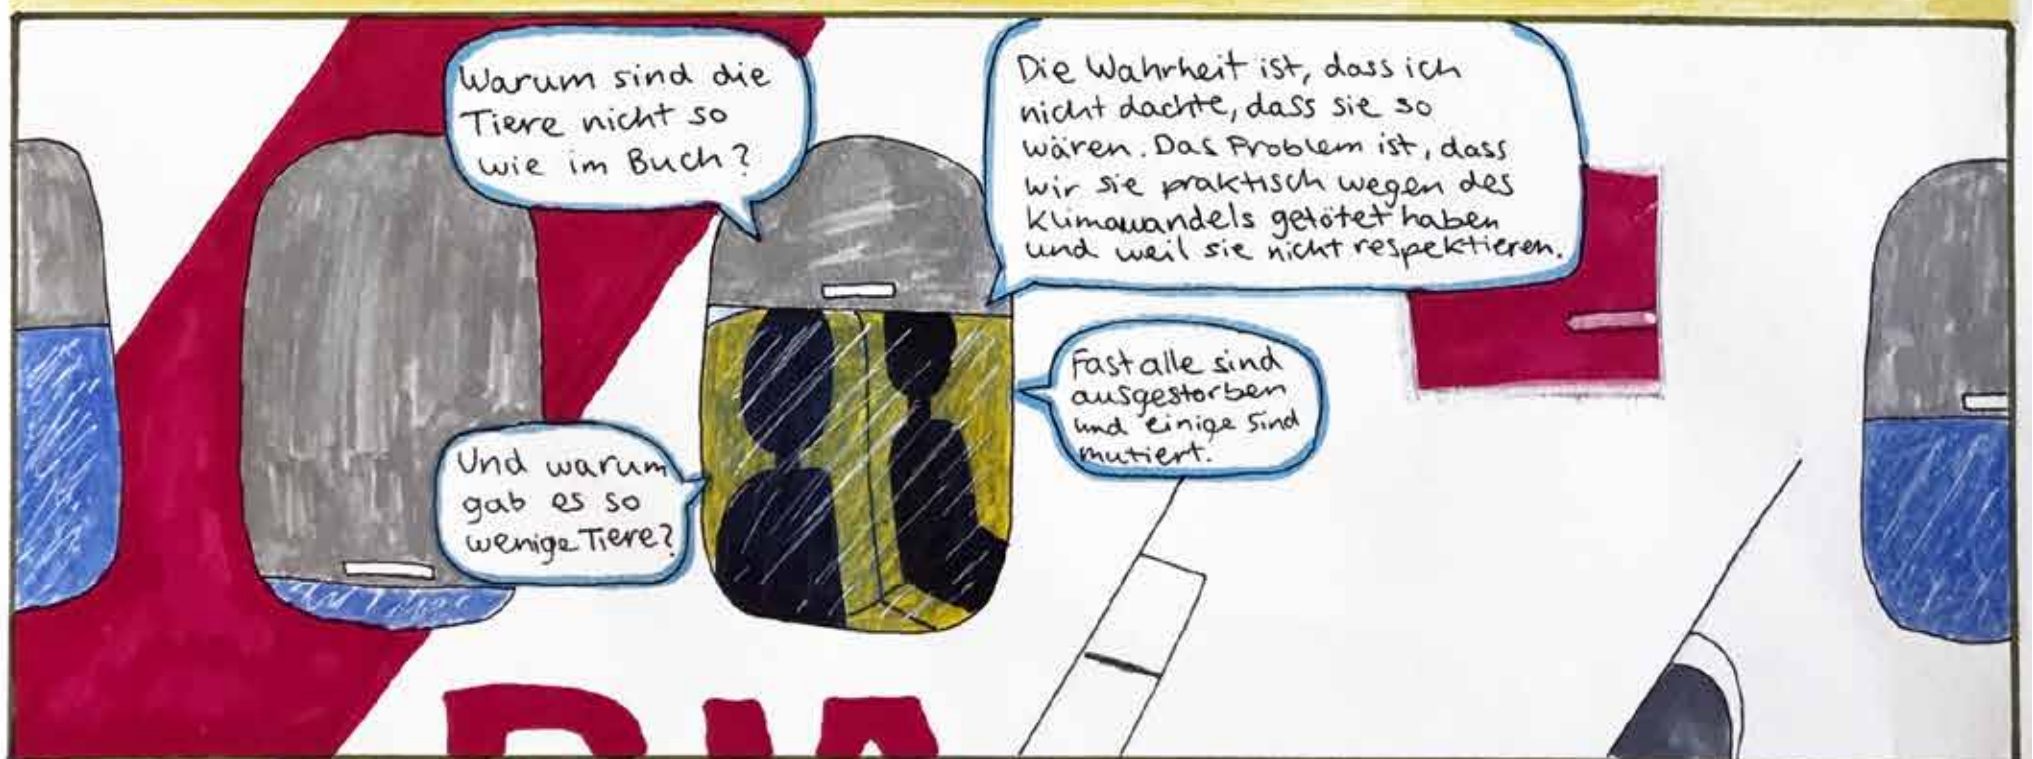 Warum sind die
Tiere nicht so
wie im Buch?
Die Wahrheit ist, dass ich
nicht dachte, dass sie so
wären. Das Problem ist, dass
wir sie praktisch wegen des
Klimawandels getötet haben
und weil sie nicht respektieren.
Und warum
gab es so
wenige Tiere?
Fast alle sind
ausgestorben
und einige sind
mutiert.